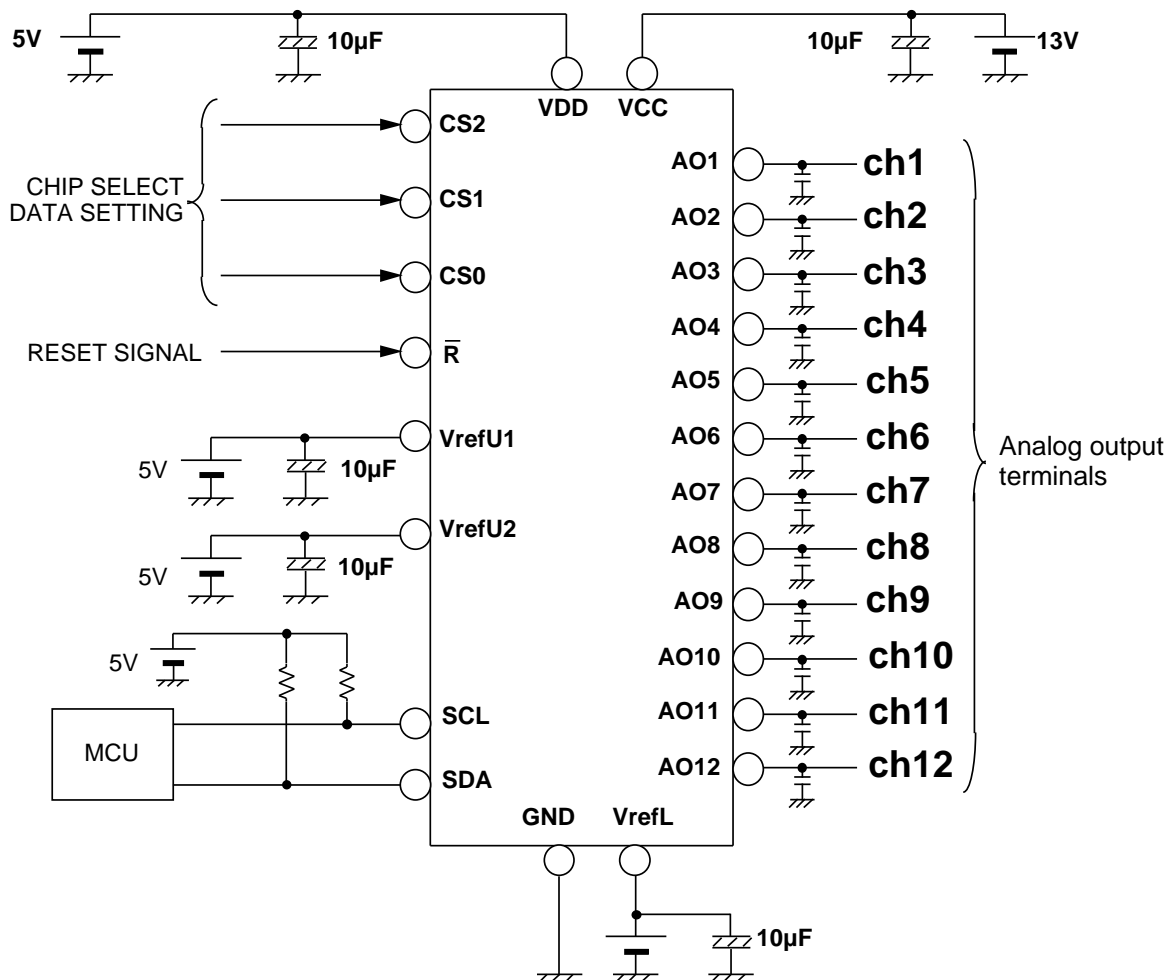 5V
10µF
10µF
13V
VDD
VCC
CHIP SELECT
DATA SETTING
CS2
CS1
CS0
RESET SIGNAL
R̅
VrefU1
5V
10µF
VrefU2
5V
10µF
5V
MCU
SCL
SDA
AO1
ch1
AO2
ch2
AO3
ch3
AO4
ch4
AO5
ch5
AO6
ch6
AO7
ch7
AO8
ch8
AO9
ch9
AO10
ch10
AO11
ch11
AO12
ch12
Analog output
terminals
GND
VrefL
10µF